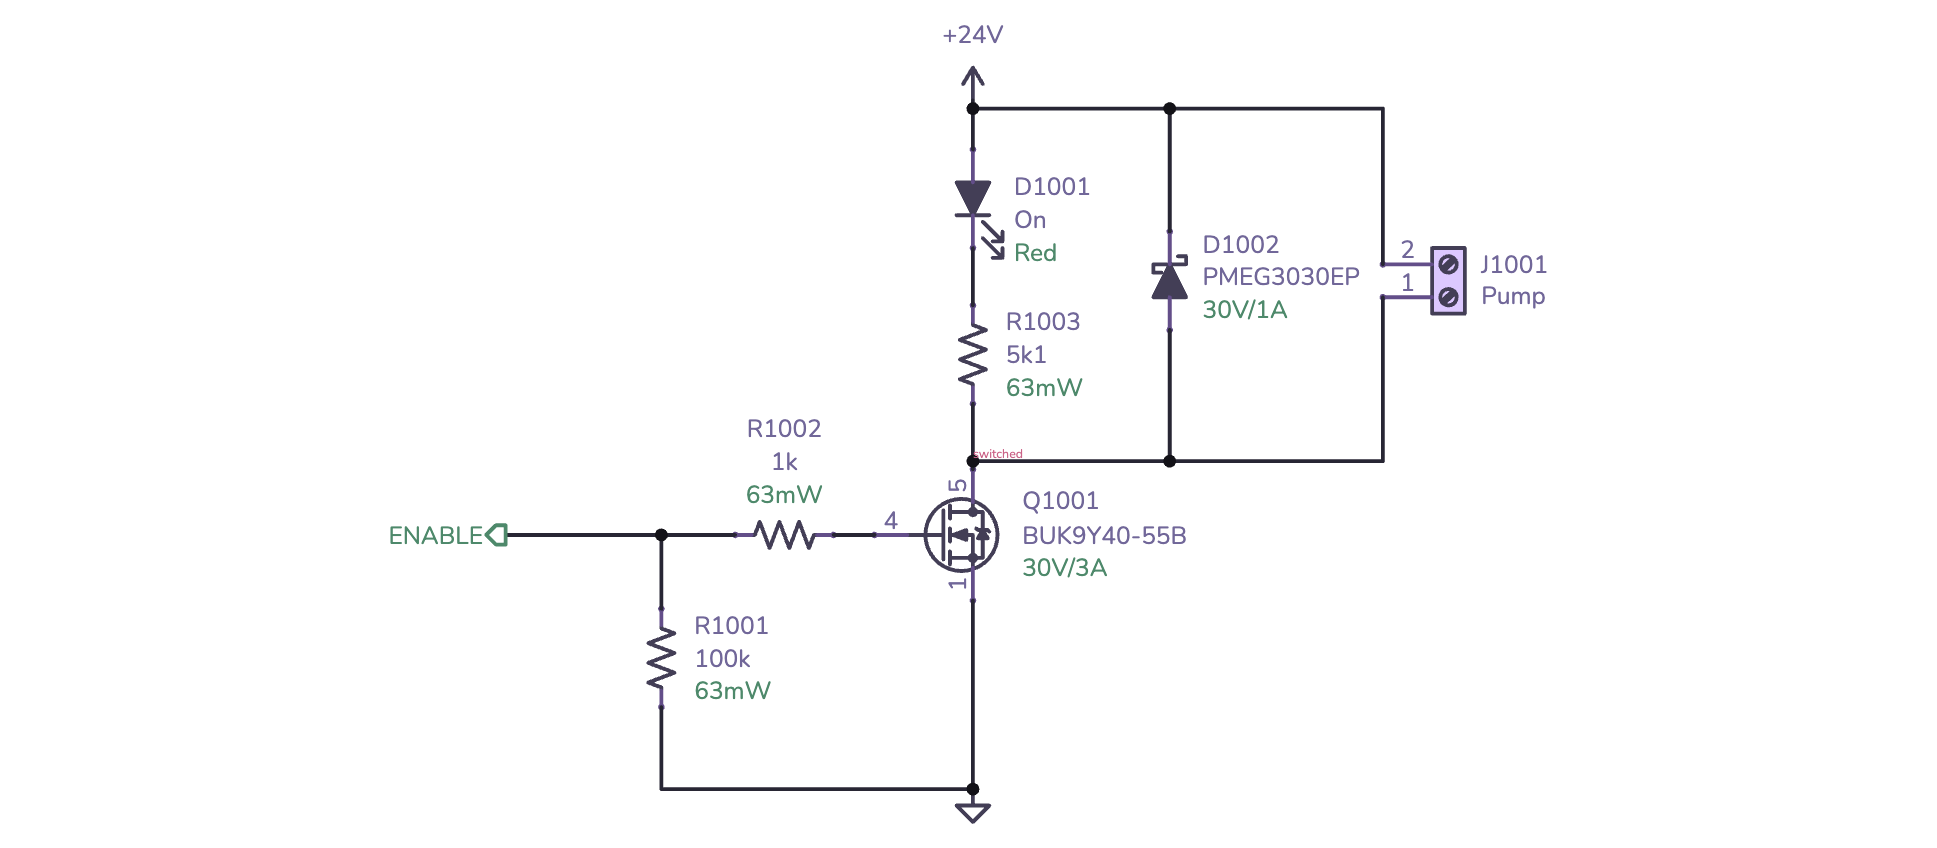 +24V
D1001
On
Red
D1002
PMEG3030EP
30V/1A
2
1
J1001
Pump
R1003
5k1
63mW
R1002
1k
63mW
switched
5
Q1001
BUK9Y40-55B
30V/3A
4
1
ENABLE
R1001
100k
63mW